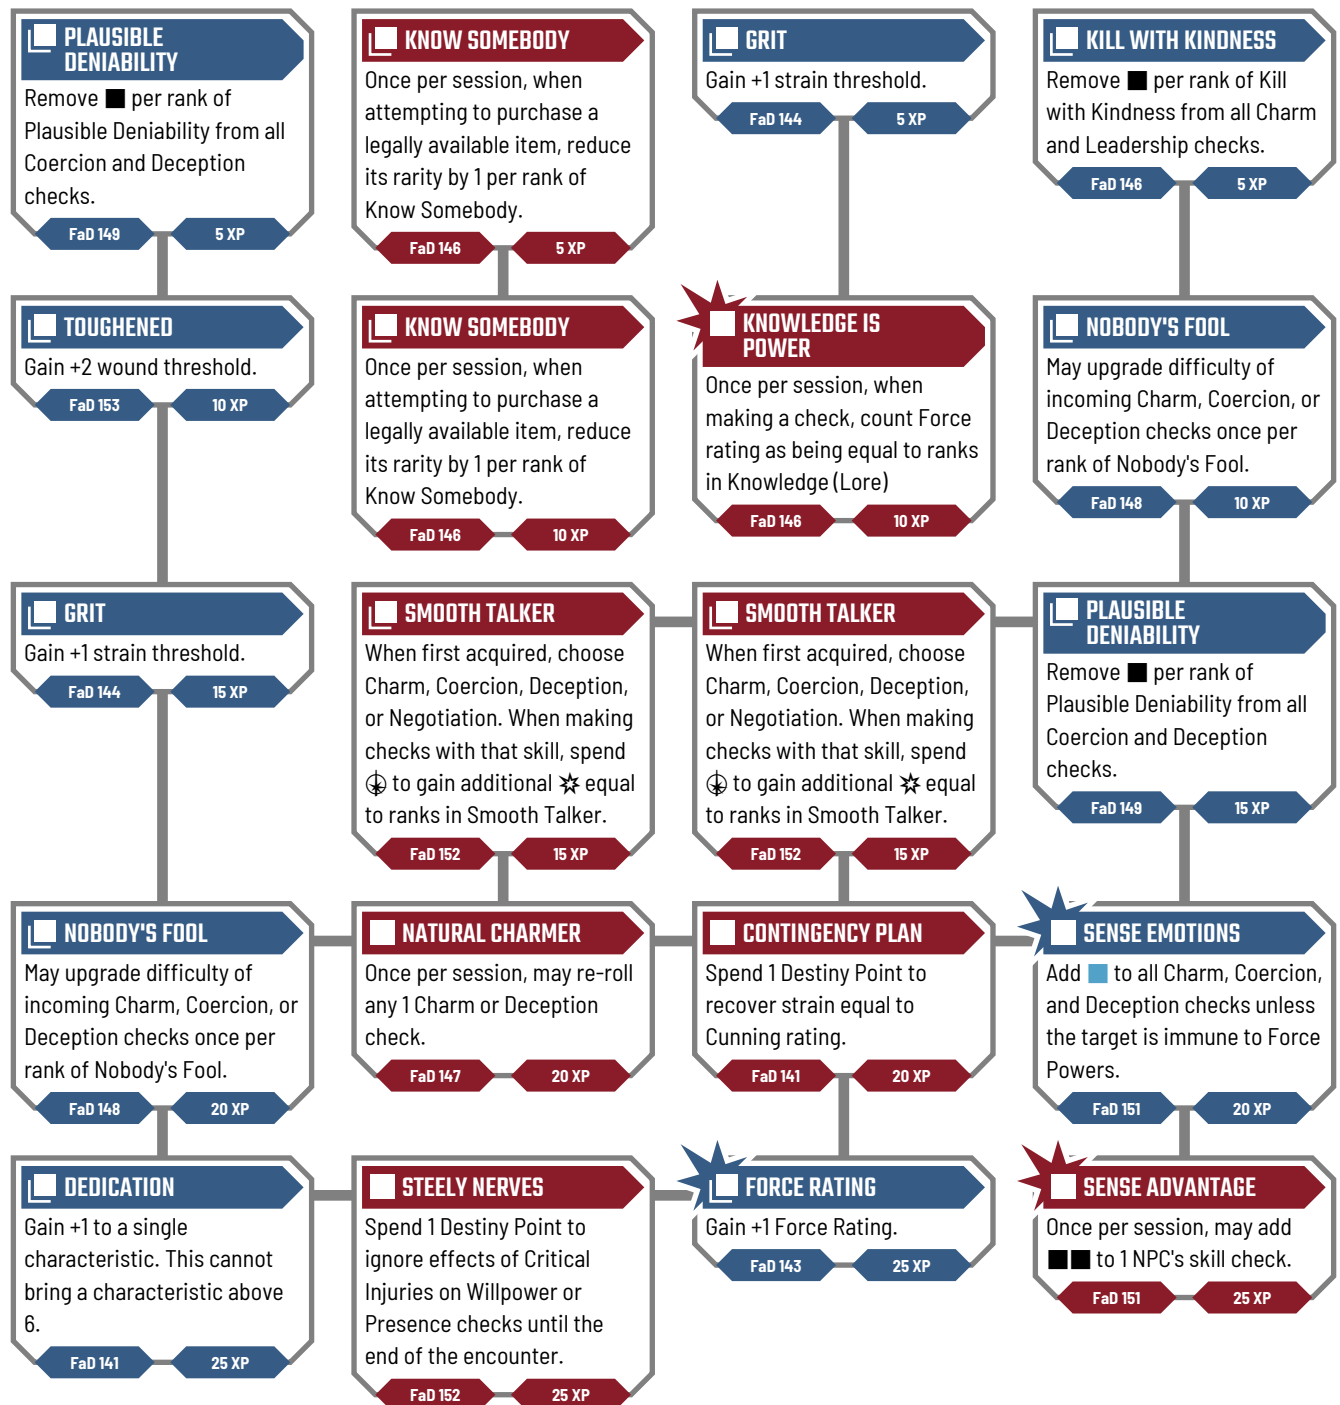 PLAUSIBLE
DENIABILITY
Remove ■ per rank of
Plausible Deniability from all
Coercion and Deception
checks.
FaD 149
5 XP
KNOW SOMEBODY
Once per session, when
attempting to purchase a
legally available item, reduce
its rarity by 1 per rank of
Know Somebody.
FaD 146
5 XP
GRIT
Gain +1 strain threshold.
FaD 144
5 XP
KILL WITH KINDNESS
Remove ■ per rank of Kill
with Kindness from all Charm
and Leadership checks.
FaD 146
5 XP
TOUGHENED
Gain +2 wound threshold.
FaD 153
10 XP
KNOW SOMEBODY
Once per session, when
attempting to purchase a
legally available item, reduce
its rarity by 1 per rank of
Know Somebody.
FaD 146
10 XP
KNOWLEDGE IS
POWER
Once per session, when
making a check, count Force
rating as being equal to ranks
in Knowledge (Lore)
FaD 146
10 XP
NOBODY'S FOOL
May upgrade difficulty of
incoming Charm, Coercion, or
Deception checks once per
rank of Nobody's Fool.
FaD 148
10 XP
GRIT
Gain +1 strain threshold.
FaD 144
15 XP
SMOOTH TALKER
When first acquired, choose
Charm, Coercion, Deception,
or Negotiation. When making
checks with that skill, spend
to gain additional equal
to ranks in Smooth Talker.
FaD 152
15 XP
SMOOTH TALKER
When first acquired, choose
Charm, Coercion, Deception,
or Negotiation. When making
checks with that skill, spend
to gain additional equal
to ranks in Smooth Talker.
FaD 152
15 XP
PLAUSIBLE
DENIABILITY
Remove ■ per rank of
Plausible Deniability from all
Coercion and Deception
checks.
FaD 149
15 XP
NOBODY'S FOOL
May upgrade difficulty of
incoming Charm, Coercion, or
Deception checks once per
rank of Nobody's Fool.
FaD 148
20 XP
NATURAL CHARMER
Once per session, may re-roll
any 1 Charm or Deception
check.
FaD 147
20 XP
CONTINGENCY PLAN
Spend 1 Destiny Point to
recover strain equal to
Cunning rating.
FaD 141
20 XP
SENSE EMOTIONS
Add ■ to all Charm, Coercion,
and Deception checks unless
the target is immune to Force
Powers.
FaD 151
20 XP
DEDICATION
Gain +1 to a single
characteristic. This cannot
bring a characteristic above
6.
FaD 141
25 XP
STEELY NERVES
Spend 1 Destiny Point to
ignore effects of Critical
Injuries on Willpower or
Presence checks until the
end of the encounter.
FaD 152
25 XP
FORCE RATING
Gain +1 Force Rating.
FaD 143
25 XP
SENSE ADVANTAGE
Once per session, may add
■■ to 1 NPC's skill check.
FaD 151
25 XP